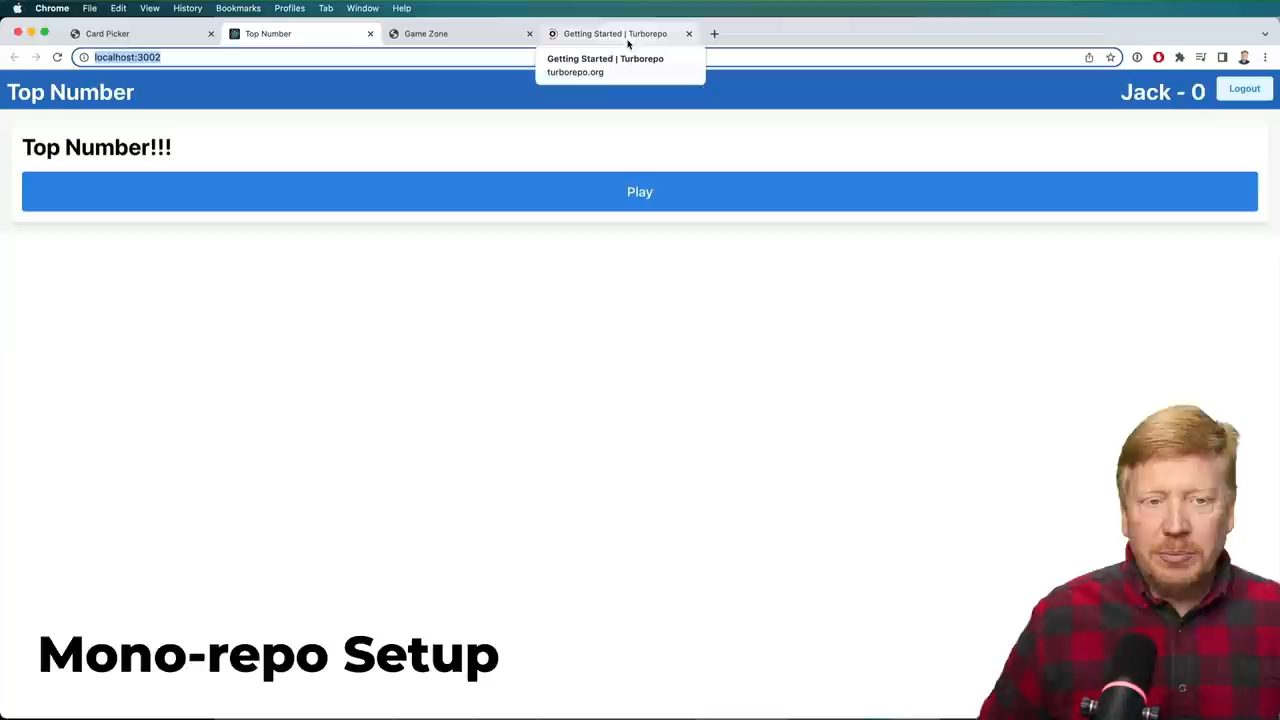 Chrome File Edit View History Bookmarks Profiles Tab Window Help
Card Picker Top Number Game Zone Getting Started | Turborepo
localhost:3002
Getting Started | Turborepo
turborepo.org
Top Number Jack - 0 Logout
Top Number!!!
Play
Mono-repo Setup